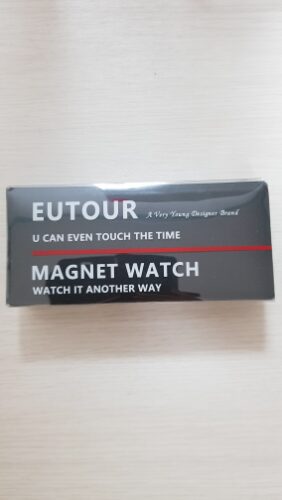 EUTOUR A Very Young Designer Brand
U CAN EVEN TOUCH THE TIME
MAGNET WATCH
WATCH IT ANOTHER WAY